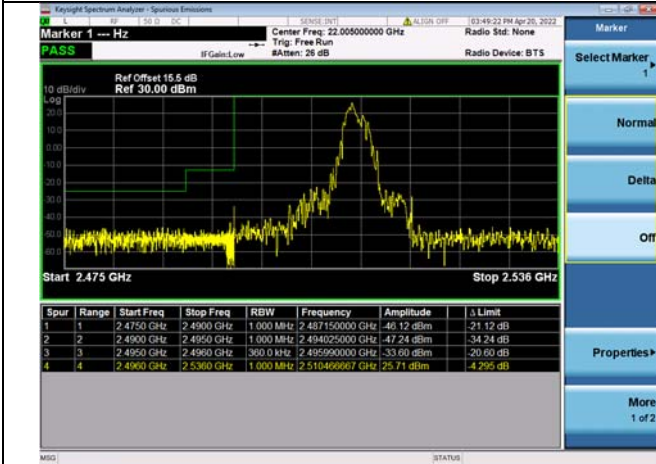 Keysight Spectrum Analyzer - Spurious Emissions
L RF 50 Ω DC SENSE:INT ALIGN OFF 03:49:22 PM Apr 20, 2022
Marker 1 --- Hz
Center Freq: 22.005000000 GHz
Radio Std: None
Trig: Free Run
PASS
IFGain:Low
#Atten: 26 dB
Radio Device: BTS
Ref Offset 15.5 dB
10 dB/div Ref 30.00 dBm
Log
20.0
10.0
0.00
-10.0
-20.0
-30.0
-40.0
-50.0
-60.0
Start 2.475 GHz Stop 2.536 GHz
Spur Range Start Freq Stop Freq RBW Frequency Amplitude Δ Limit
1 1 2.4750 GHz 2.4900 GHz 1.000 MHz 2.487150000 GHz -46.12 dBm -21.12 dB
2 2 2.4900 GHz 2.4950 GHz 1.000 MHz 2.494025000 GHz -47.24 dBm -34.24 dB
3 3 2.4950 GHz 2.4960 GHz 360.0 kHz 2.495990000 GHz -33.60 dBm -20.60 dB
4 4 2.4960 GHz 2.5360 GHz 1.000 MHz 2.510466667 GHz 25.71 dBm -4.295 dB
MSG STATUS
Marker
Select Marker
1
Normal
Delta
Off
Properties
More
1 of 2